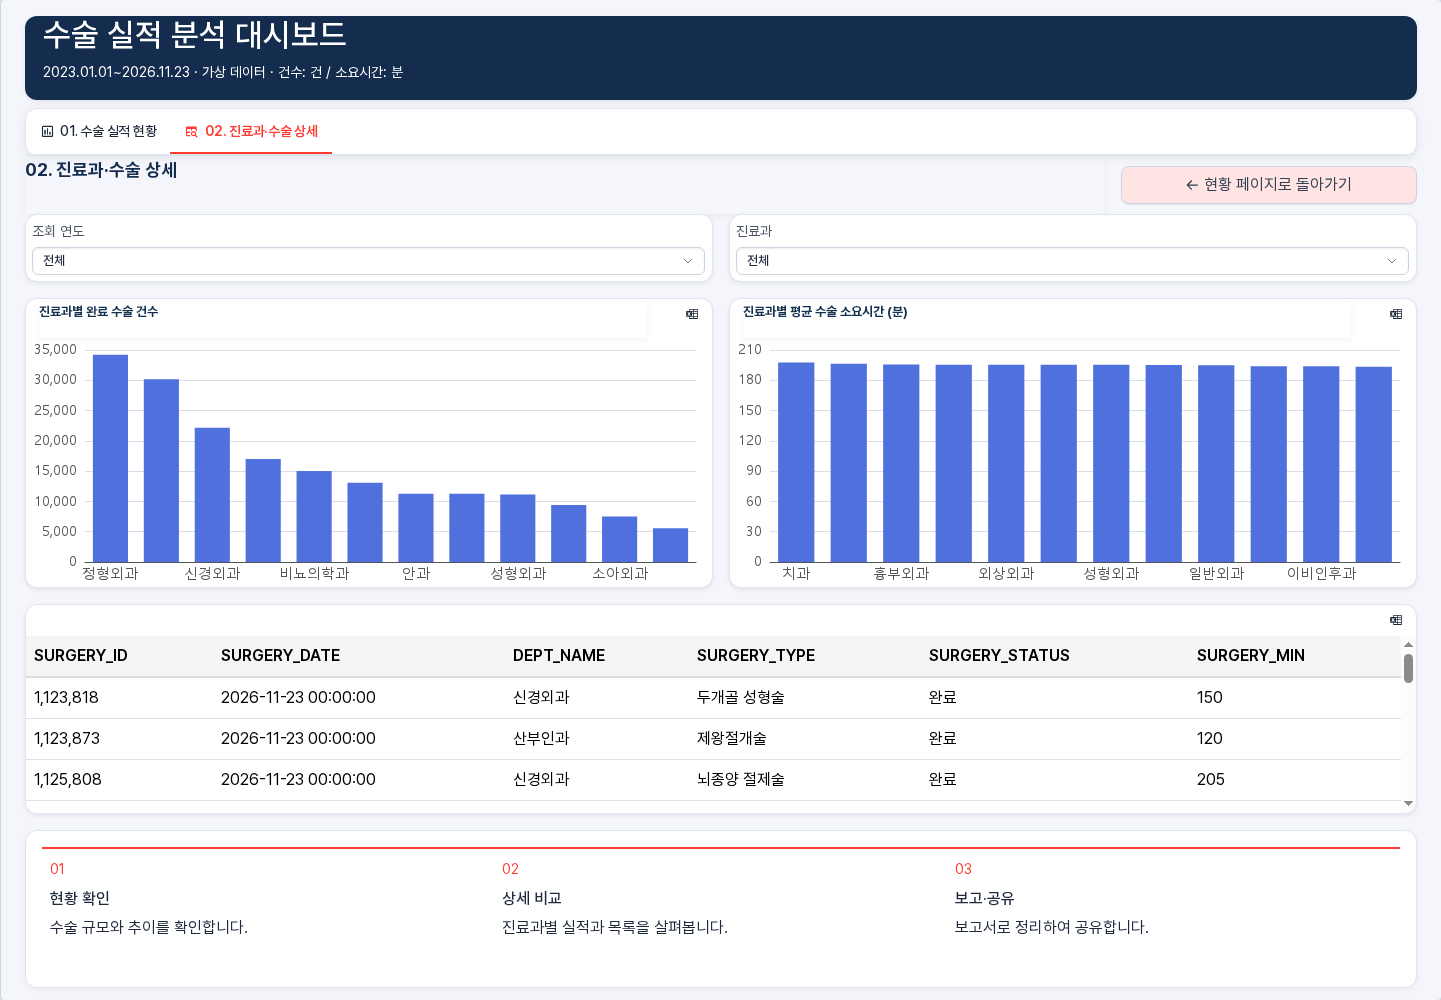 수술 실적 분석 대시보드
2023.01.01~2026.11.23 · 가상 데이터 · 건수: 건 / 소요시간: 분
01. 수술 실적 현황
02. 진료과·수술 상세
02. 진료과·수술 상세
← 현황 페이지로 돌아가기
조회 연도
전체
진료과
전체
진료과별 완료 수술 건수
35,000
30,000
25,000
20,000
15,000
10,000
5,000
0
정형외과 신경외과 비뇨의학과 안과 성형외과 소아외과
진료과별 평균 수술 소요시간 (분)
210
180
150
120
90
60
30
0
치과 흉부외과 외상외과 성형외과 일반외과 이비인후과
SURGERY_ID SURGERY_DATE DEPT_NAME SURGERY_TYPE SURGERY_STATUS SURGERY_MIN
1,123,818 2026-11-23 00:00:00 신경외과 두개골 성형술 완료 150
1,123,873 2026-11-23 00:00:00 산부인과 제왕절개술 완료 120
1,125,808 2026-11-23 00:00:00 신경외과 뇌종양 절제술 완료 205
01
현황 확인
수술 규모와 추이를 확인합니다.
02
상세 비교
진료과별 실적과 목록을 살펴봅니다.
03
보고·공유
보고서로 정리하여 공유합니다.